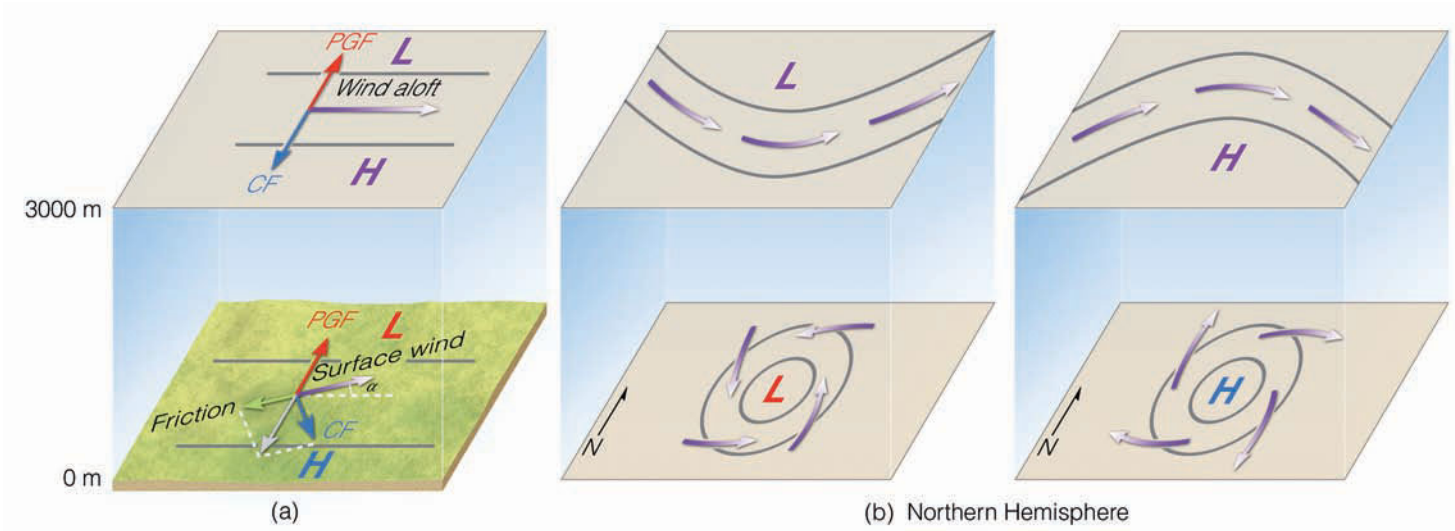 PGF
L
Wind aloft
CF
H
3000 m
PGF
L
Surface wind
α
Friction
CF
H
0 m
(a)
L
H
L
N
H
N
(b) Northern Hemisphere